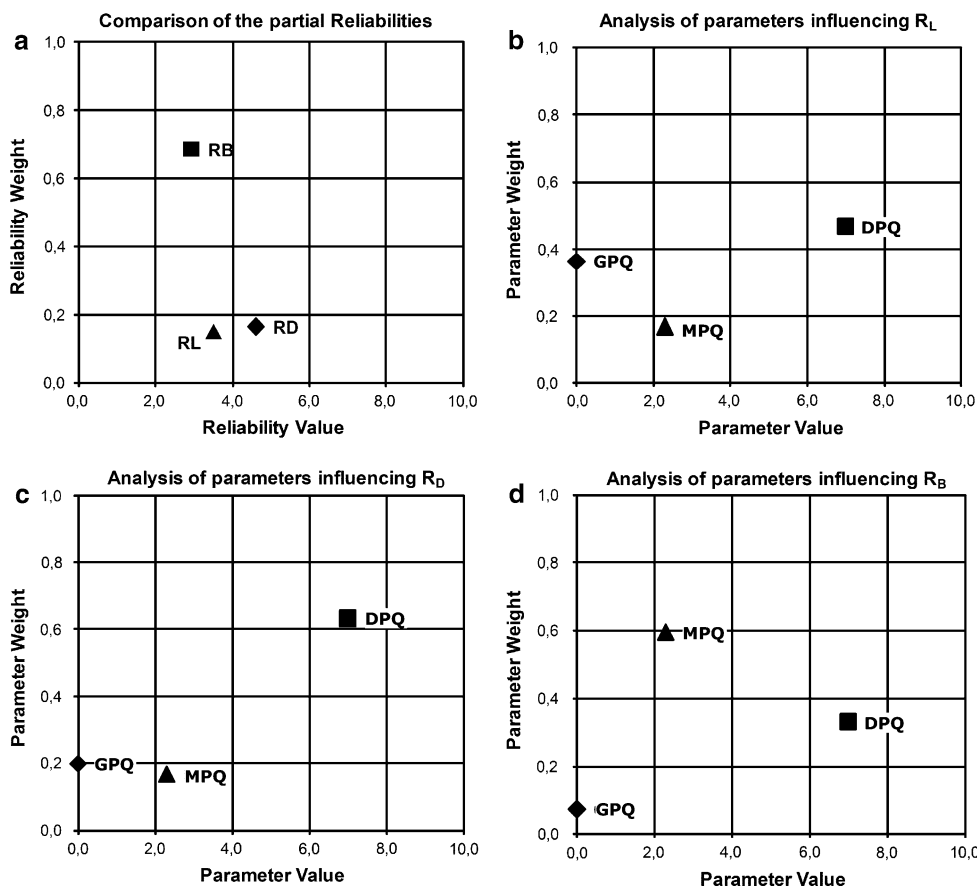 a
Comparison of the partial Reliabilities
1,0
0,8
0,6
0,4
0,2
0,0
Reliability Weight
RB
RL
RD
0,0 2,0 4,0 6,0 8,0 10,0
Reliability Value
b
Analysis of parameters influencing RL
1,0
0,8
0,6
0,4
0,2
0,0
Parameter Weight
DPQ
GPQ
MPQ
0,0 2,0 4,0 6,0 8,0 10,0
Parameter Value
c
Analysis of parameters influencing RD
1,0
0,8
0,6
0,4
0,2
0,0
Parameter Weight
DPQ
GPQ
MPQ
0,0 2,0 4,0 6,0 8,0 10,0
Parameter Value
d
Analysis of parameters influencing RB
1,0
0,8
0,6
0,4
0,2
0,0
Parameter Weight
MPQ
DPQ
GPQ
0,0 2,0 4,0 6,0 8,0 10,0
Parameter Value